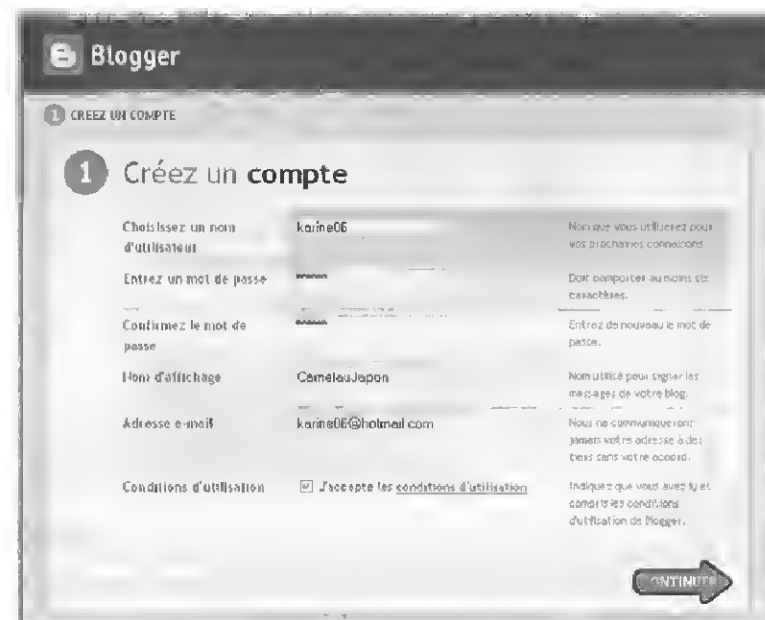 Blogger
1 CREEZ UN COMPTE
1 Créez un compte
Choisissez un nom d'utilisateur
karine06
Nom que vous utiliserez pour
vos prochaines connexions
Entrez un mot de passe
Doit comporter au moins six
caractères.
Confirmez le mot de
passe
Entrez de nouveau le mot de
passe.
Nom d'affichage
CamelauJapon
Nom utilisé pour signer les
messages de votre blog.
Adresse e-mail
karine06@hotmail.com
Nous ne communiquerons
jamais votre adresse à des
tiers sans votre accord.
Conditions d'utilisation
J'accepte les conditions d'utilisation
Indiquez que vous avez lu et
compris les conditions
d'utilisation de Blogger.
CONTINUER